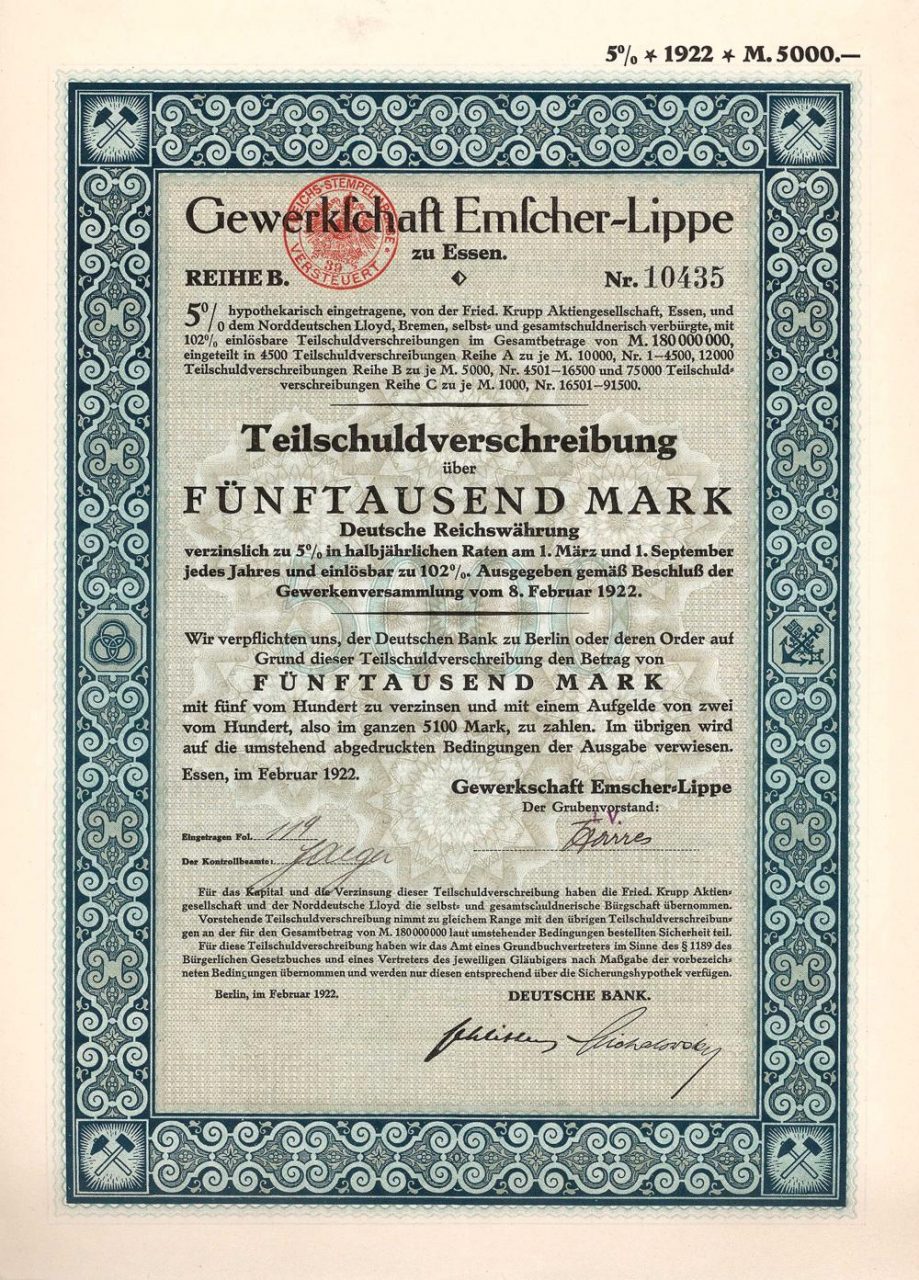 5% * 1922 * M. 5000.—
Gewerkſchaft Emſcher-Lippe
zu Essen.
REICHS-STEMPELABGABE
39
VERSTEUERT
REIHE B.
Nr. 10435
5% hypothekarisch eingetragene, von der Fried. Krupp Aktiengesellschaft, Essen, und
dem Norddeutschen Lloyd, Bremen, selbst- und gesamtschuldnerisch verbürgte, mit
102% einlösbare Teilschuldverschreibungen im Gesamtbetrage von M. 180 000 000,
eingeteilt in 4500 Teilschuldverschreibungen Reihe A zu je M. 10000, Nr. 1–4500, 12000
Teilschuldverschreibungen Reihe B zu je M. 5000, Nr. 4501–16500 und 75000 Teilschuld-
verschreibungen Reihe C zu je M. 1000, Nr. 16501–91500.
Teilschuldverschreibung
über
FÜNFTAUSEND MARK
Deutsche Reichswährung
verzinslich zu 5% in halbjährlichen Raten am 1. März und 1. September
jedes Jahres und einlösbar zu 102%. Ausgegeben gemäß Beschluß der
Gewerkenversammlung vom 8. Februar 1922.
5000
Wir verpflichten uns, der Deutschen Bank zu Berlin oder deren Order auf
Grund dieser Teilschuldverschreibung den Betrag von
FÜNFTAUSEND MARK
mit fünf vom Hundert zu verzinsen und mit einem Aufgelde von zwei
vom Hundert, also im ganzen 5100 Mark, zu zahlen. Im übrigen wird
auf die umstehend abgedruckten Bedingungen der Ausgabe verwiesen.
Essen, im Februar 1922.
Gewerkschaft Emscher-Lippe
Der Grubenvorstand:
I. V.
Eingetragen Fol. 119
Der Kontrollbeamte: Jaeger
Für das Kapital und die Verzinsung dieser Teilschuldverschreibung haben die Fried. Krupp Aktien-
gesellschaft und der Norddeutsche Lloyd die selbst- und gesamtschuldnerische Bürgschaft übernommen.
Vorstehende Teilschuldverschreibung nimmt zu gleichem Range mit den übrigen Teilschuldverschreibun-
gen an der für den Gesamtbetrag von M. 180 000 000 laut umstehender Bedingungen bestellten Sicherheit teil.
Für diese Teilschuldverschreibung haben wir das Amt eines Grundbuchvertreters im Sinne des § 1189 des
Bürgerlichen Gesetzbuches und eines Vertreters des jeweiligen Gläubigers nach Maßgabe der vorbezeich-
neten Bedingungen übernommen und werden nur diesen entsprechend über die Sicherungshypothek verfügen.
Berlin, im Februar 1922.
DEUTSCHE BANK.